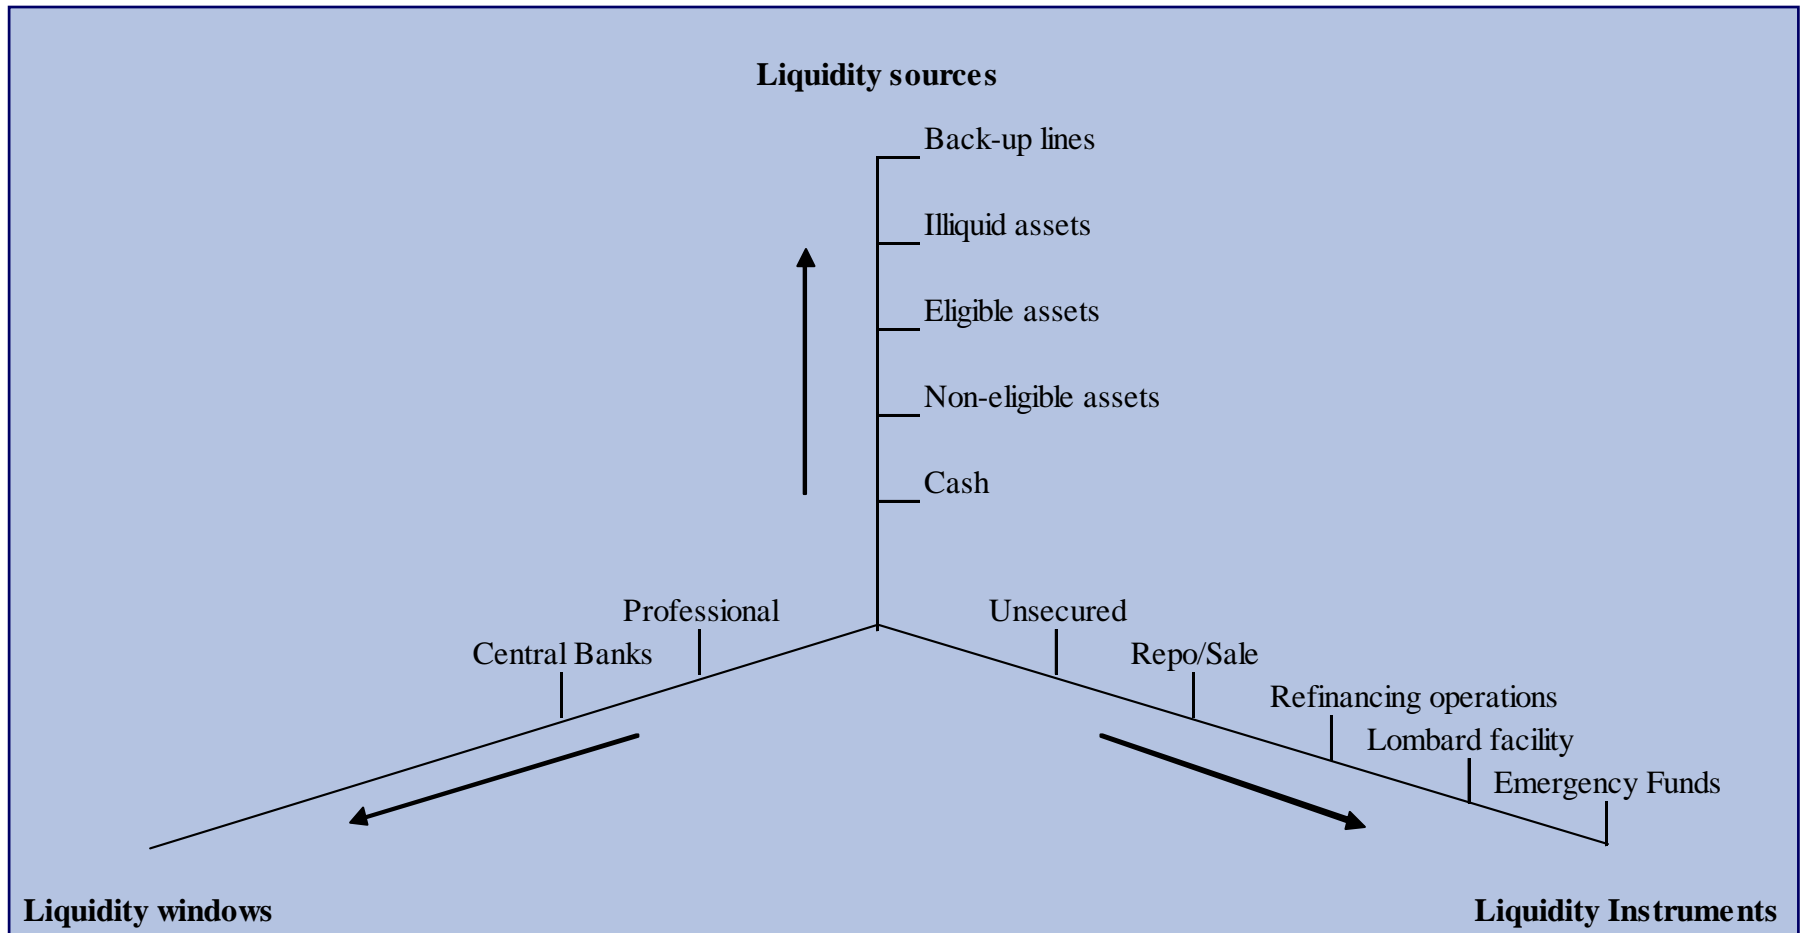 Liquidity sources
Back-up lines
Illiquid assets
Eligible assets
Non-eligible assets
Cash
Professional
Unsecured
Central Banks
Repo/Sale
Refinancing operations
Lombard facility
Emergency Funds
Liquidity windows
Liquidity Instruments